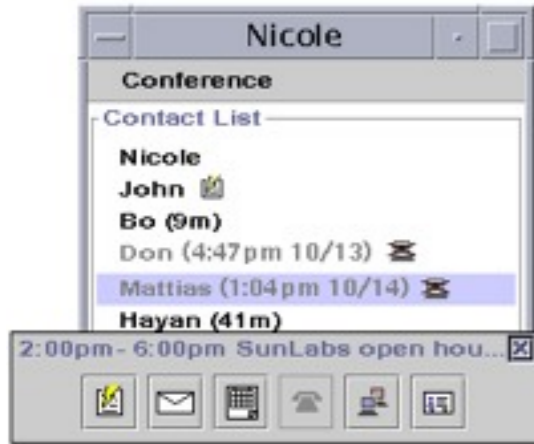 Nicole
Conference
Contact List
Nicole
John
Bo (9m)
Don (4:47pm 10/13)
Mattias (1:04pm 10/14)
Hayan (41m)
2:00pm- 6:00pm SunLabs open hou...